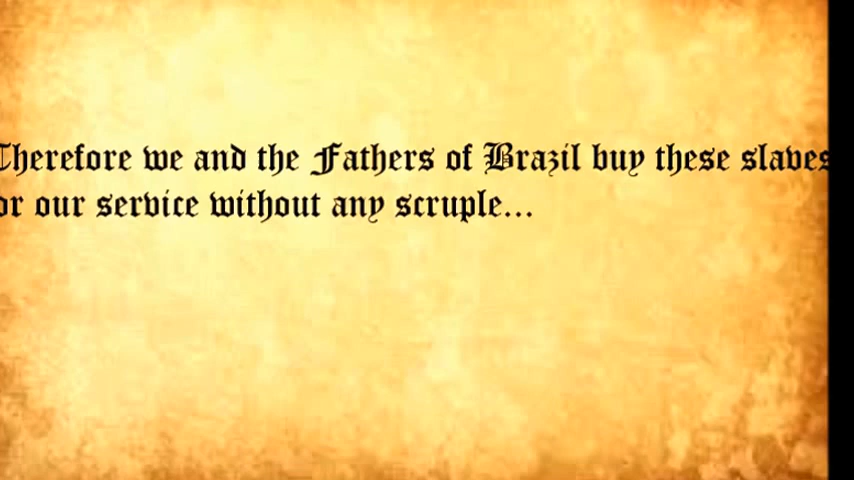 Therefore we and the Fathers of Brazil buy these slaves
or our service without any scruple...